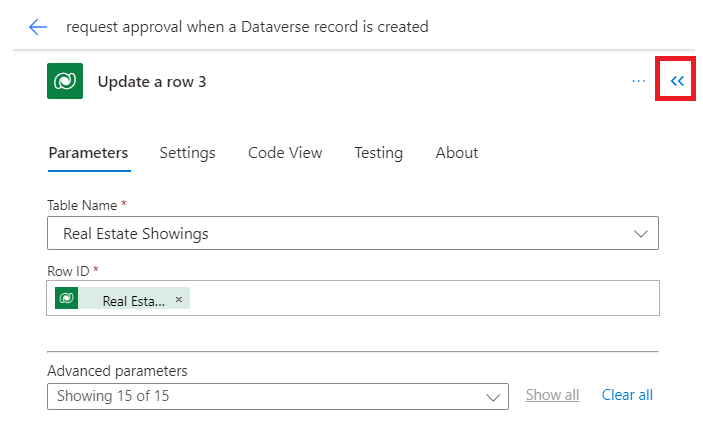 request approval when a Dataverse record is created
Update a row 3
Parameters Settings Code View Testing About
Table Name *
Real Estate Showings
Row ID *
Real Esta... ×
Advanced parameters
Showing 15 of 15 Show all Clear all